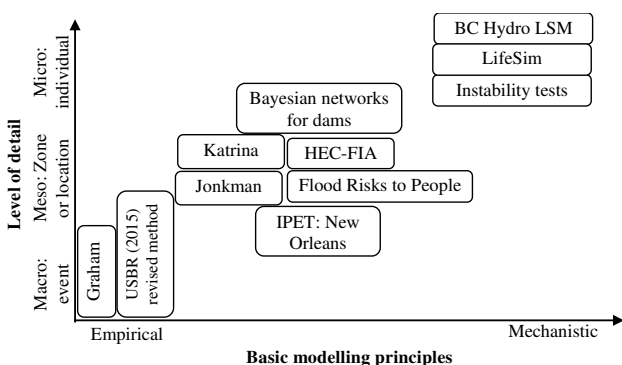 BC Hydro LSM
LifeSim
Instability tests
Bayesian networks
for dams
Katrina
HEC-FIA
Jonkman
Flood Risks to People
IPET: New
Orleans
USBR (2015)
revised method
Graham
Level of detail
Micro:
individual
Meso: Zone
or location
Macro:
event
Empirical
Mechanistic
Basic modelling principles